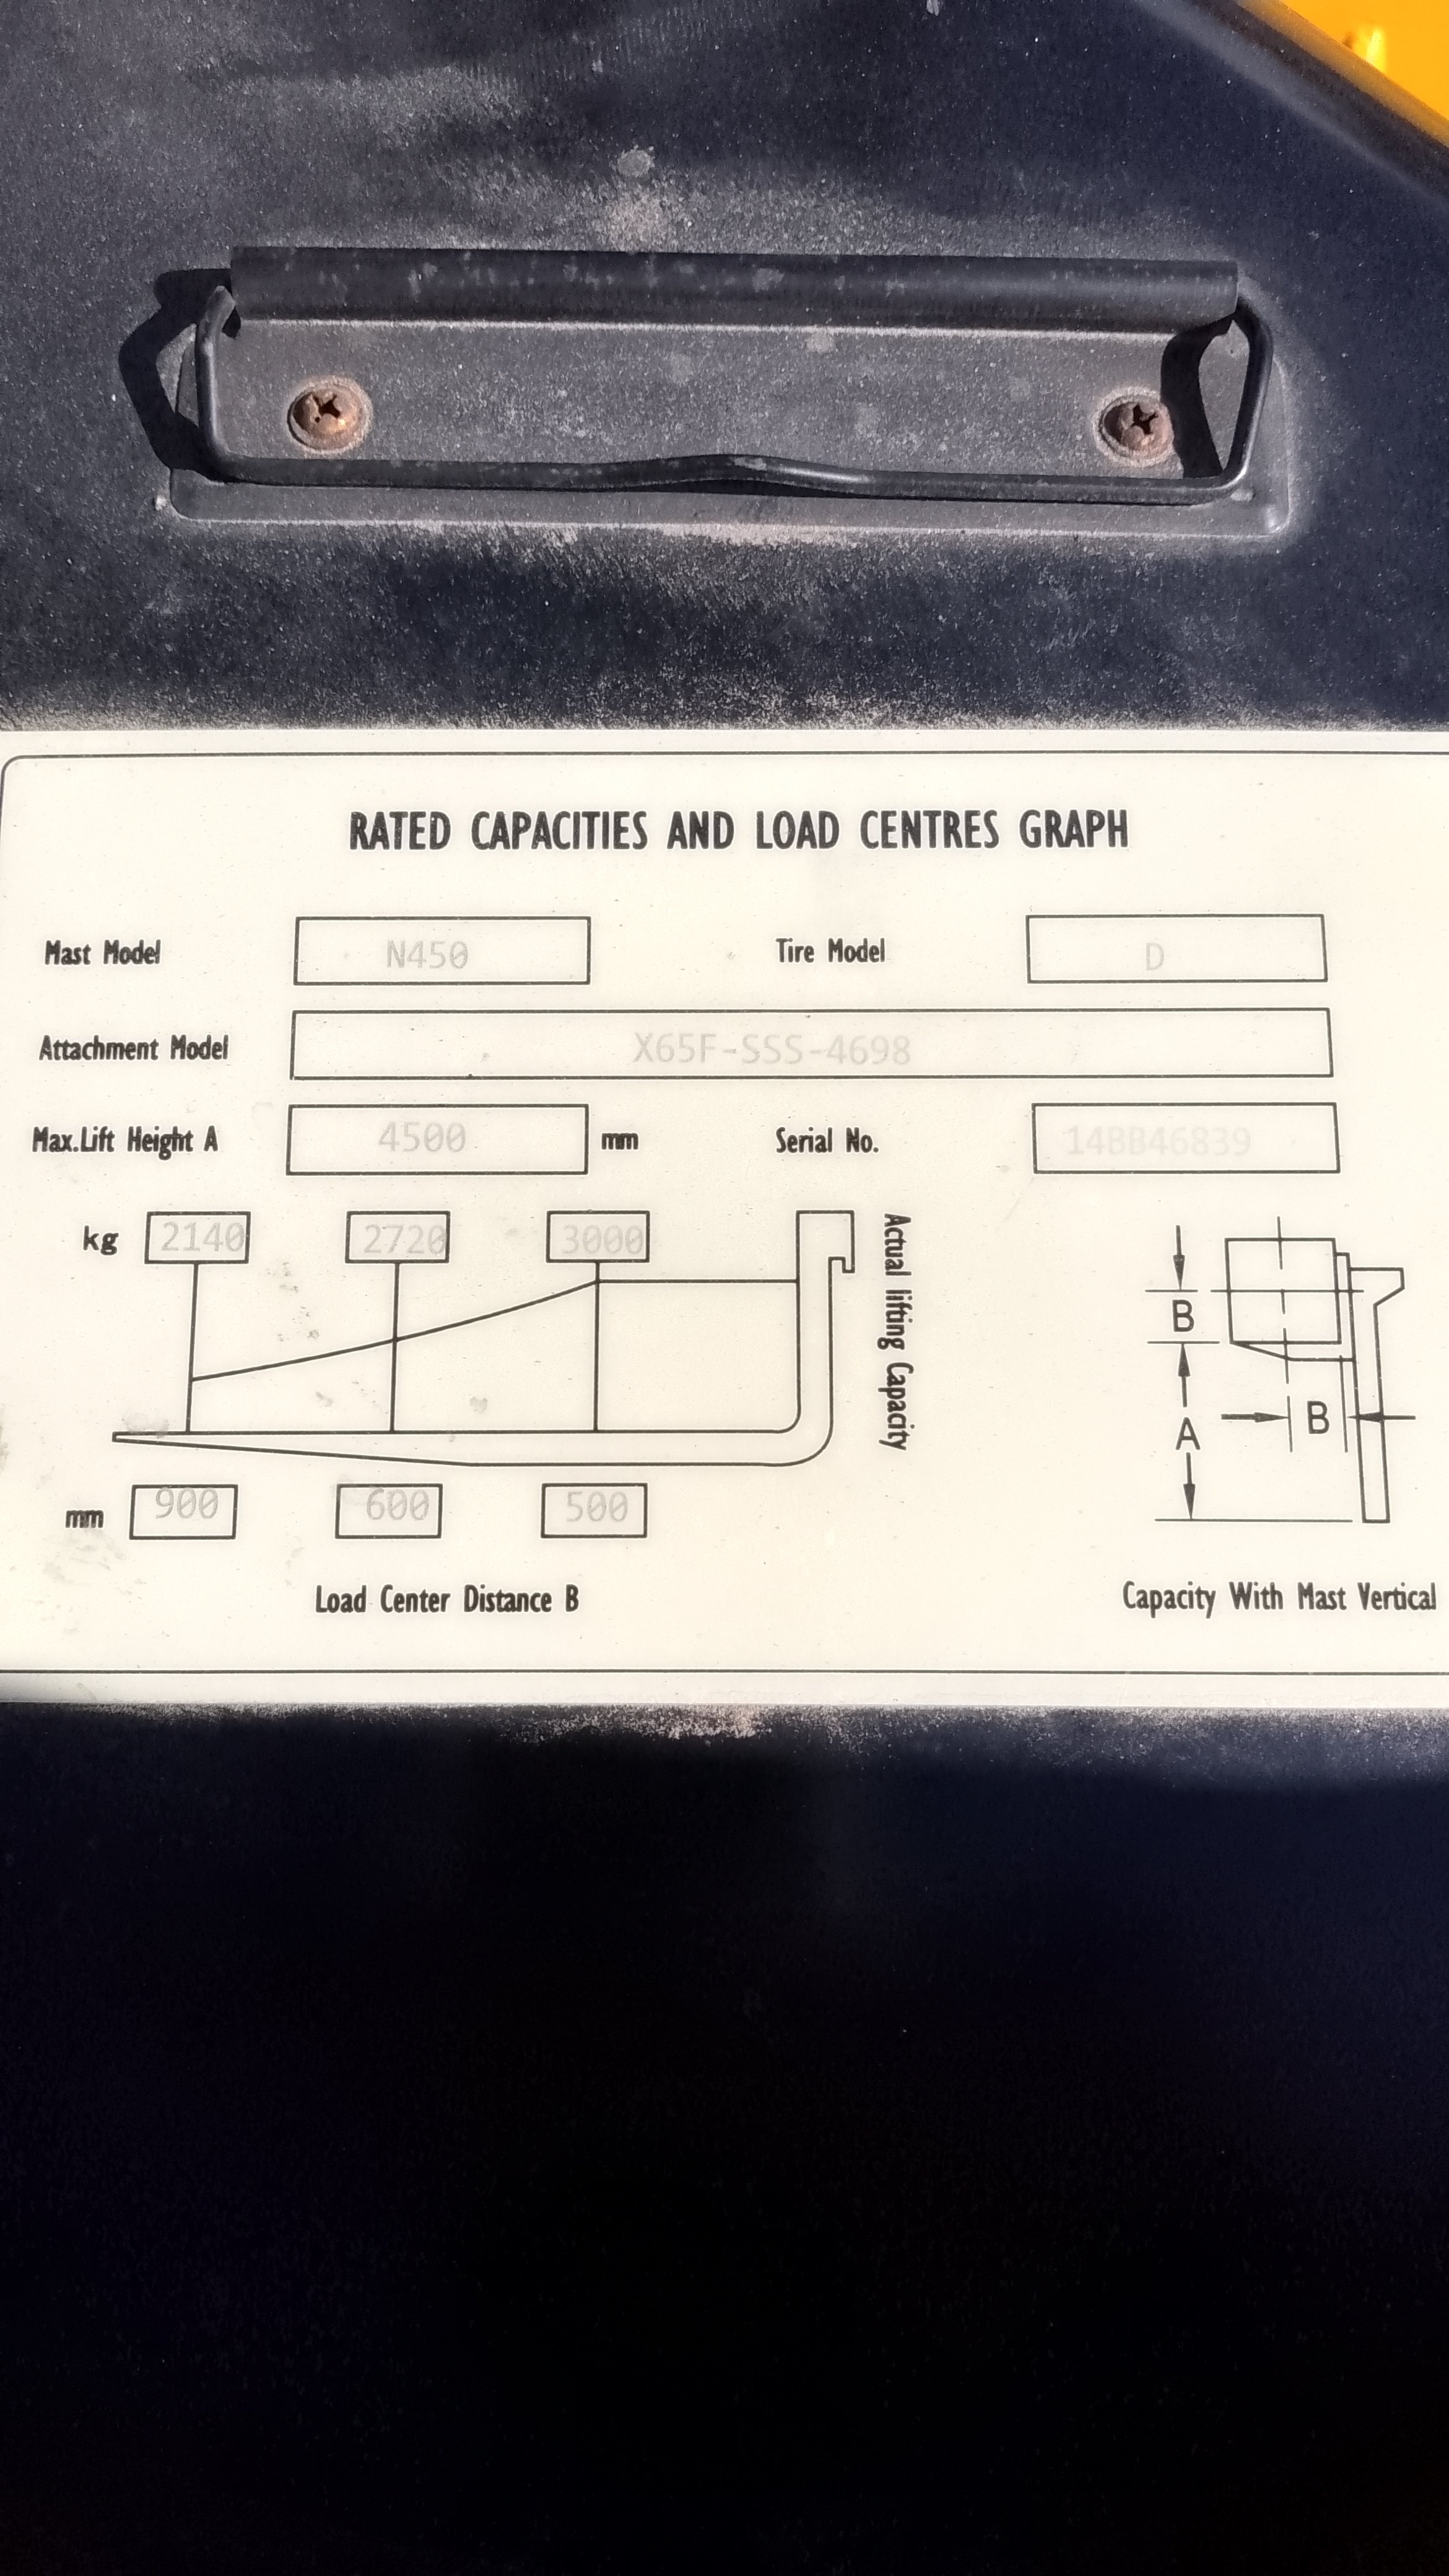 RATED CAPACITIES AND LOAD CENTRES GRAPH
Mast Model N450 Tire Model D
Attachment Model X65F-SSS-4698
Max.Lift Height A 4500 mm Serial No. 14BB46839
kg 2140 2720 3000
Actual lifting Capacity
B
B
A
mm 900 600 500
Load Center Distance B
Capacity With Mast Vertical